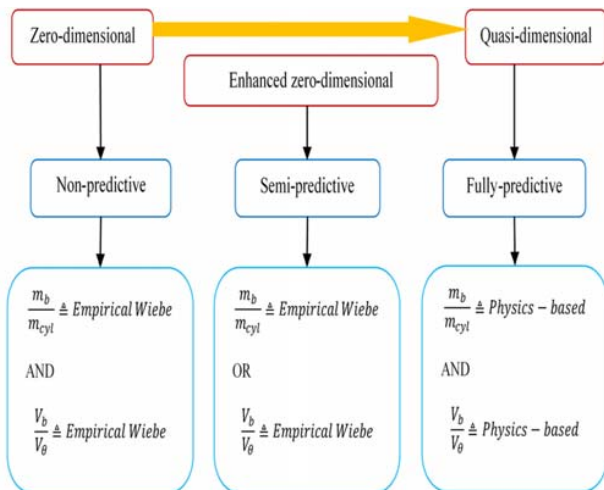 Zero-dimensional
Quasi-dimensional
Enhanced zero-dimensional
Non-predictive
Semi-predictive
Fully-predictive
m_b/m_cyl ≜ Empirical Wiebe
AND
V_b/V_θ ≜ Empirical Wiebe
m_b/m_cyl ≜ Empirical Wiebe
OR
V_b/V_θ ≜ Empirical Wiebe
m_b/m_cyl ≜ Physics − based
AND
V_b/V_θ ≜ Physics − based